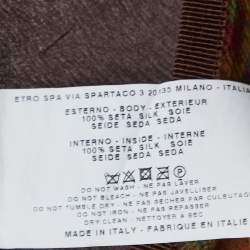 ETRO SPA VIA SPARTACO 3 20135 MILANO - ITALIA
ESTERNO - BODY - EXTERIEUR
100% SETA SILK SOIE
SEIDE SEDA
INTERNO - INSIDE - INTERNE
100% SETA SILK SOIE
SEIDE SEDA
DO NOT WASH - NE PAS LAVER
DO NOT BLEACH - NE PAS JAVELLISER
DO NOT TUMBLE DRY - NE PAS SECHER PAR CULBUTAGE
DO NOT IRON - NE PAS REPASSER
DRY CLEAN NETTOYER A SEC
MADE IN ITALY - FABRIQUE EN ITALIE